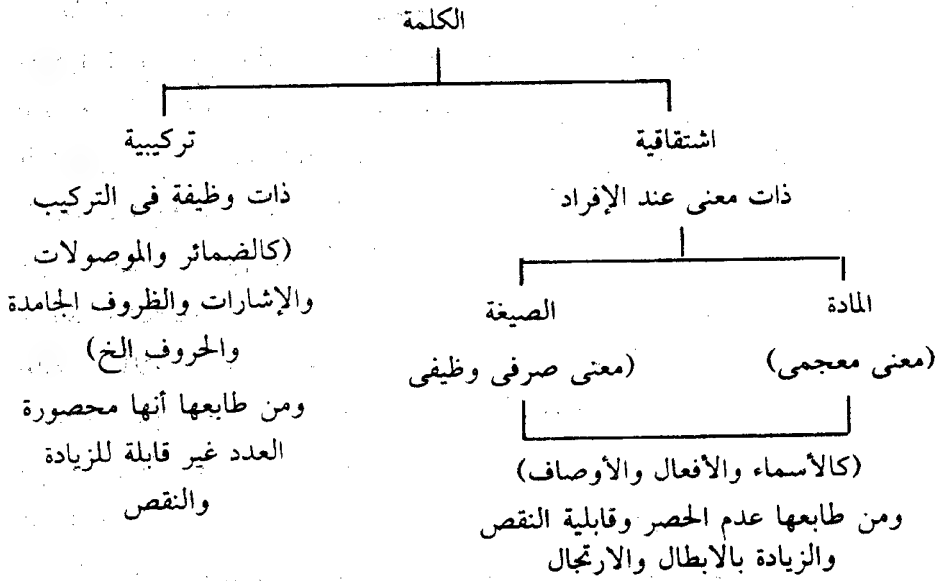 الكلمة
اشتقاقية
ذات معنى عند الإفراد
المادة
(معنى معجمى)
الصيغة
(معنى صرفى وظيفى
(كالأسماء والأفعال والأوصاف)
ومن طابعها عدم الحصر وقابلية النقص
والزيادة بالابطال والارتجال
تركيبية
ذات وظيفة فى التركيب
(كالضمائر والموصولات
والإشارات والظروف الجامدة
والحروف الخ)
ومن طابعها أنها محصورة
العدد غير قابلة للزيادة
والنقص